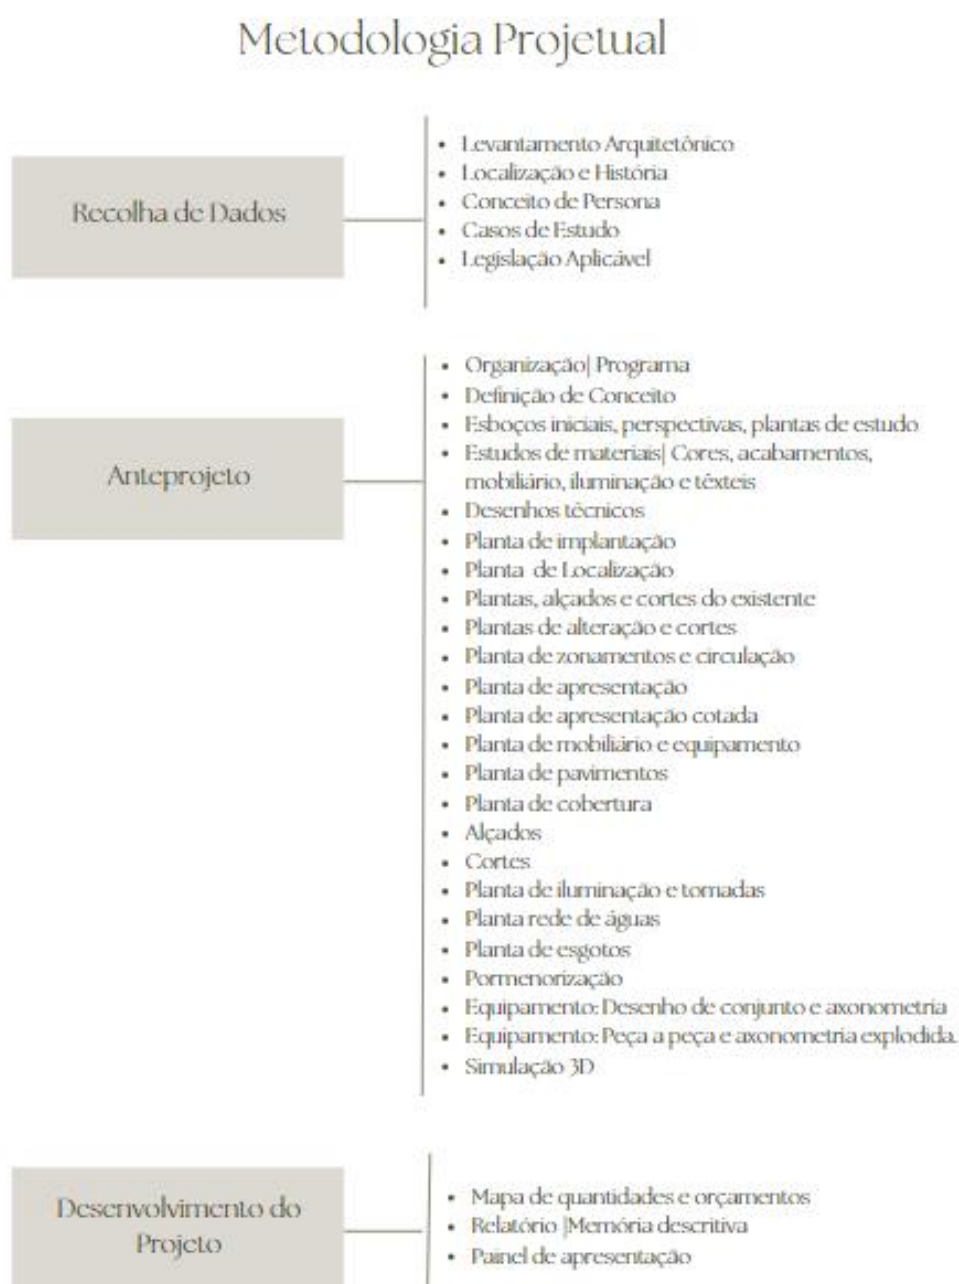 Metodologia Projetual
Recolha de Dados
• Levantamento Arquitetônico
• Localização e História
• Conceito de Persona
• Casos de Estudo
• Legislação Aplicável
Anteprojeto
• Organização| Programa
• Definição de Conceito
• Esboços iniciais, perspectivas, plantas de estudo
• Estudos de materiais| Cores, acabamentos,
mobiliário, iluminação e têxteis
• Desenhos técnicos
• Planta de implantação
• Planta de Localização
• Plantas, alçados e cortes do existente
• Plantas de alteração e cortes
• Planta de zonamentos e circulação
• Planta de apresentação
• Planta de apresentação cotada
• Planta de mobiliário e equipamento
• Planta de pavimentos
• Planta de cobertura
• Alçados
• Cortes
• Planta de iluminação e tomadas
• Planta rede de águas
• Planta de esgotos
• Pormenorização
• Equipamento: Desenho de conjunto e axonometria
• Equipamento: Peça a peça e axonometria explodida.
• Simulação 3D
Desenvolvimento do
Projeto
• Mapa de quantidades e orçamentos
• Relatório |Memória descritiva
• Painel de apresentação